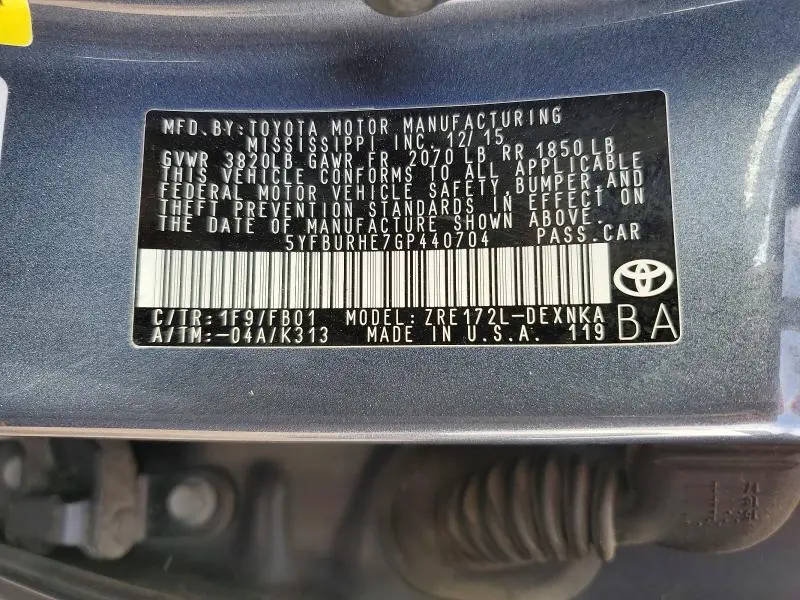 MFD. BY: TOYOTA MOTOR MANUFACTURING
MISSISSIPPI INC. 12/15
GVWR 3820LB GAWR FR 2070 LB RR 1850 LB
THIS VEHICLE CONFORMS TO ALL APPLICABLE
FEDERAL MOTOR VEHICLE SAFETY, BUMPER, AND
THEFT PREVENTION STANDARDS IN EFFECT ON
THE DATE OF MANUFACTURE SHOWN ABOVE.
5YFBURHE7GP440704 PASS. CAR
C/TR: 1F9/FB01 MODEL: ZRE172L-DEXNKA
A/TM: -04A/K313 MADE IN U.S.A. 119
BA